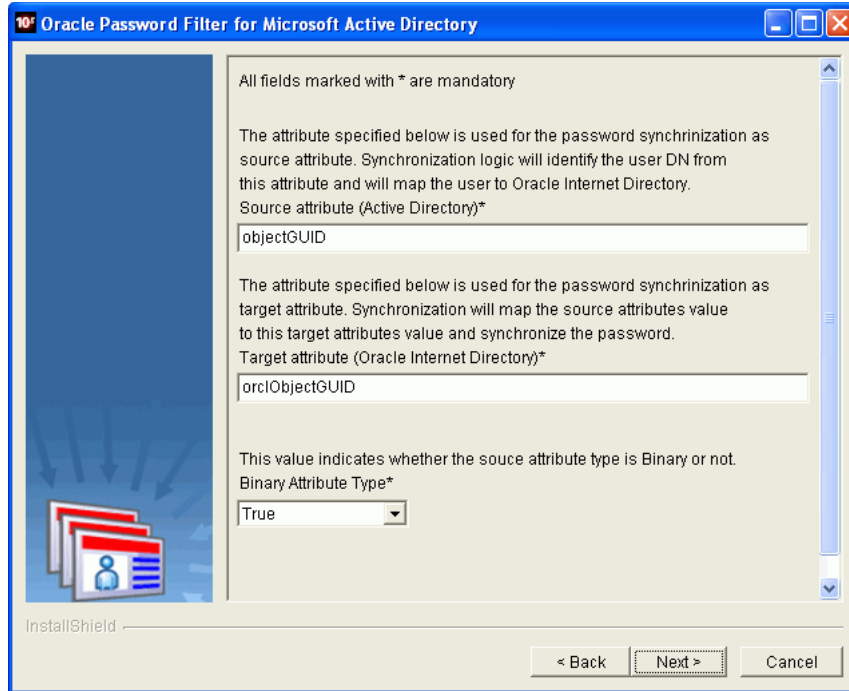 10g Oracle Password Filter for Microsoft Active Directory
All fields marked with * are mandatory
The attribute specified below is used for the password synchrinization as
source attribute. Synchronization logic will identify the user DN from
this attribute and will map the user to Oracle Internet Directory.
Source attribute (Active Directory)*
objectGUID
The attribute specified below is used for the password synchrinization as
target attribute. Synchronization will map the source attributes value
to this target attributes value and synchronize the password.
Target attribute (Oracle Internet Directory)*
orclObjectGUID
This value indicates whether the souce attribute type is Binary or not.
Binary Attribute Type*
True
InstallShield
< Back
Next >
Cancel